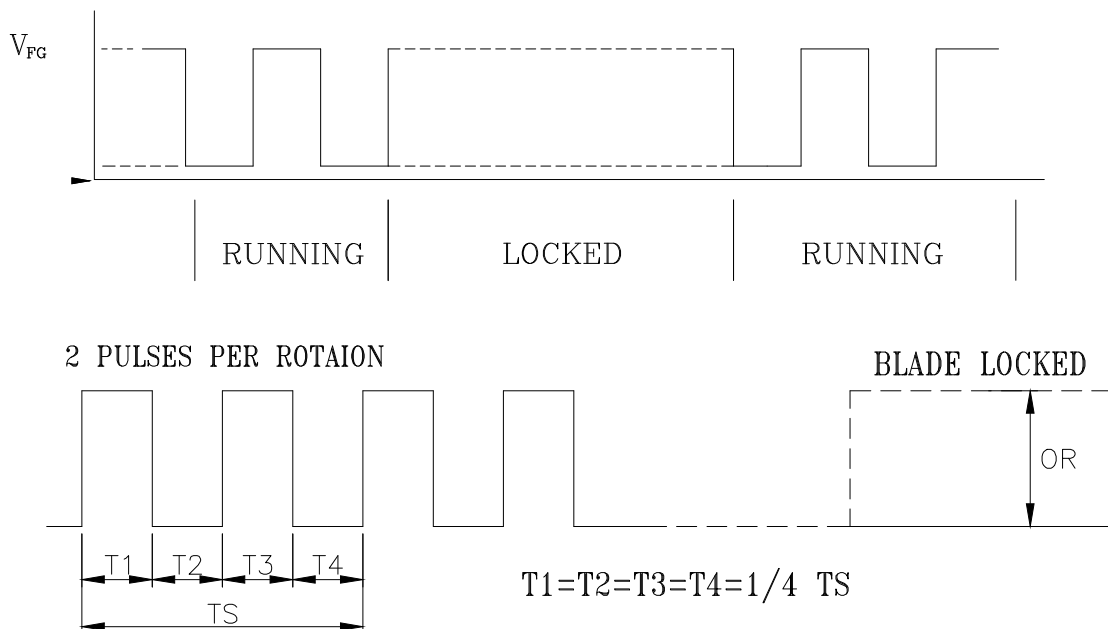 VFG
RUNNING LOCKED RUNNING
2 PULSES PER ROTAION
BLADE LOCKED
OR
T1 T2 T3 T4
T1=T2=T3=T4=1/4 TS
TS